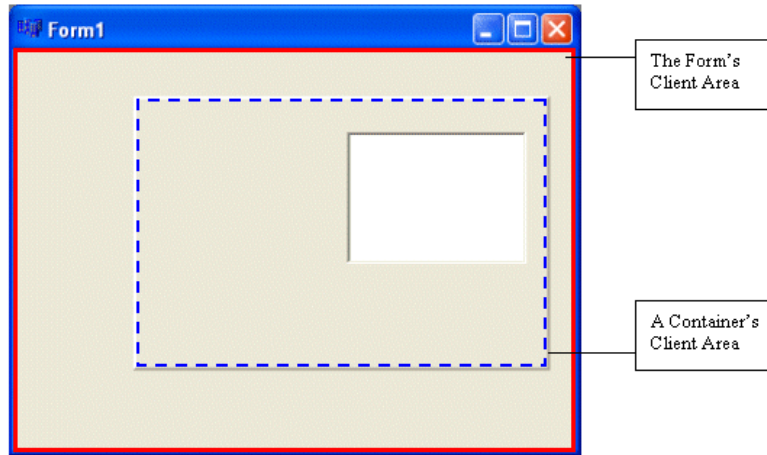 Form1
The Form's
Client Area
A Container's
Client Area